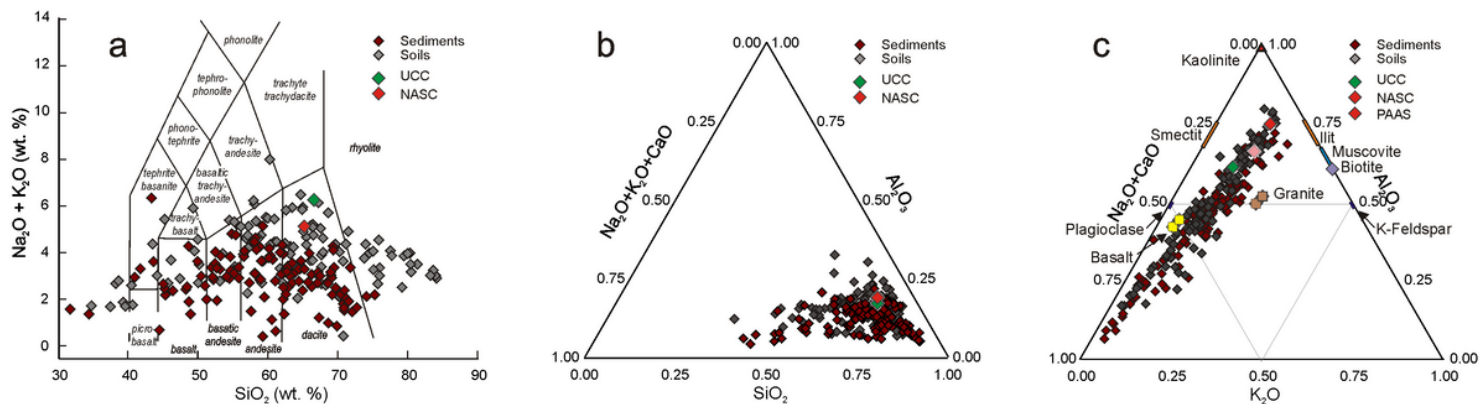 a
Na₂O + K₂O (wt. %)
14
12
10
8
6
4
2
0
30
40
50
60
70
80
90
SiO₂ (wt. %)
Sediments
Soils
UCC
NASC
phonolite
tephro-
phonolite
trachyte
trachydacite
phono-
tephrite
trachy-
andesite
rhyolite
tephrite
basanite
basaltic
trachy-
andesite
trachy-
basalt
picro-
basalt
basalt
basatic
andesite
andesite
dacite
b
0.00
1.00
Sediments
Soils
UCC
NASC
0.25
0.75
Na₂O+K₂O+CaO
Al₂O₃
0.50
0.50
0.75
0.25
1.00
0.00
0.00
0.25
0.50
0.75
1.00
SiO₂
c
0.00
1.00
Kaolinite
Sediments
Soils
UCC
NASC
PAAS
0.25
0.75
Smectit
Ilit
Muscovite
Biotite
Na₂O+CaO
Al₂O₃
Granite
0.50
0.50
Plagioclase
K-Feldspar
Basalt
0.75
0.25
1.00
0.00
0.00
0.25
0.50
0.75
1.00
K₂O